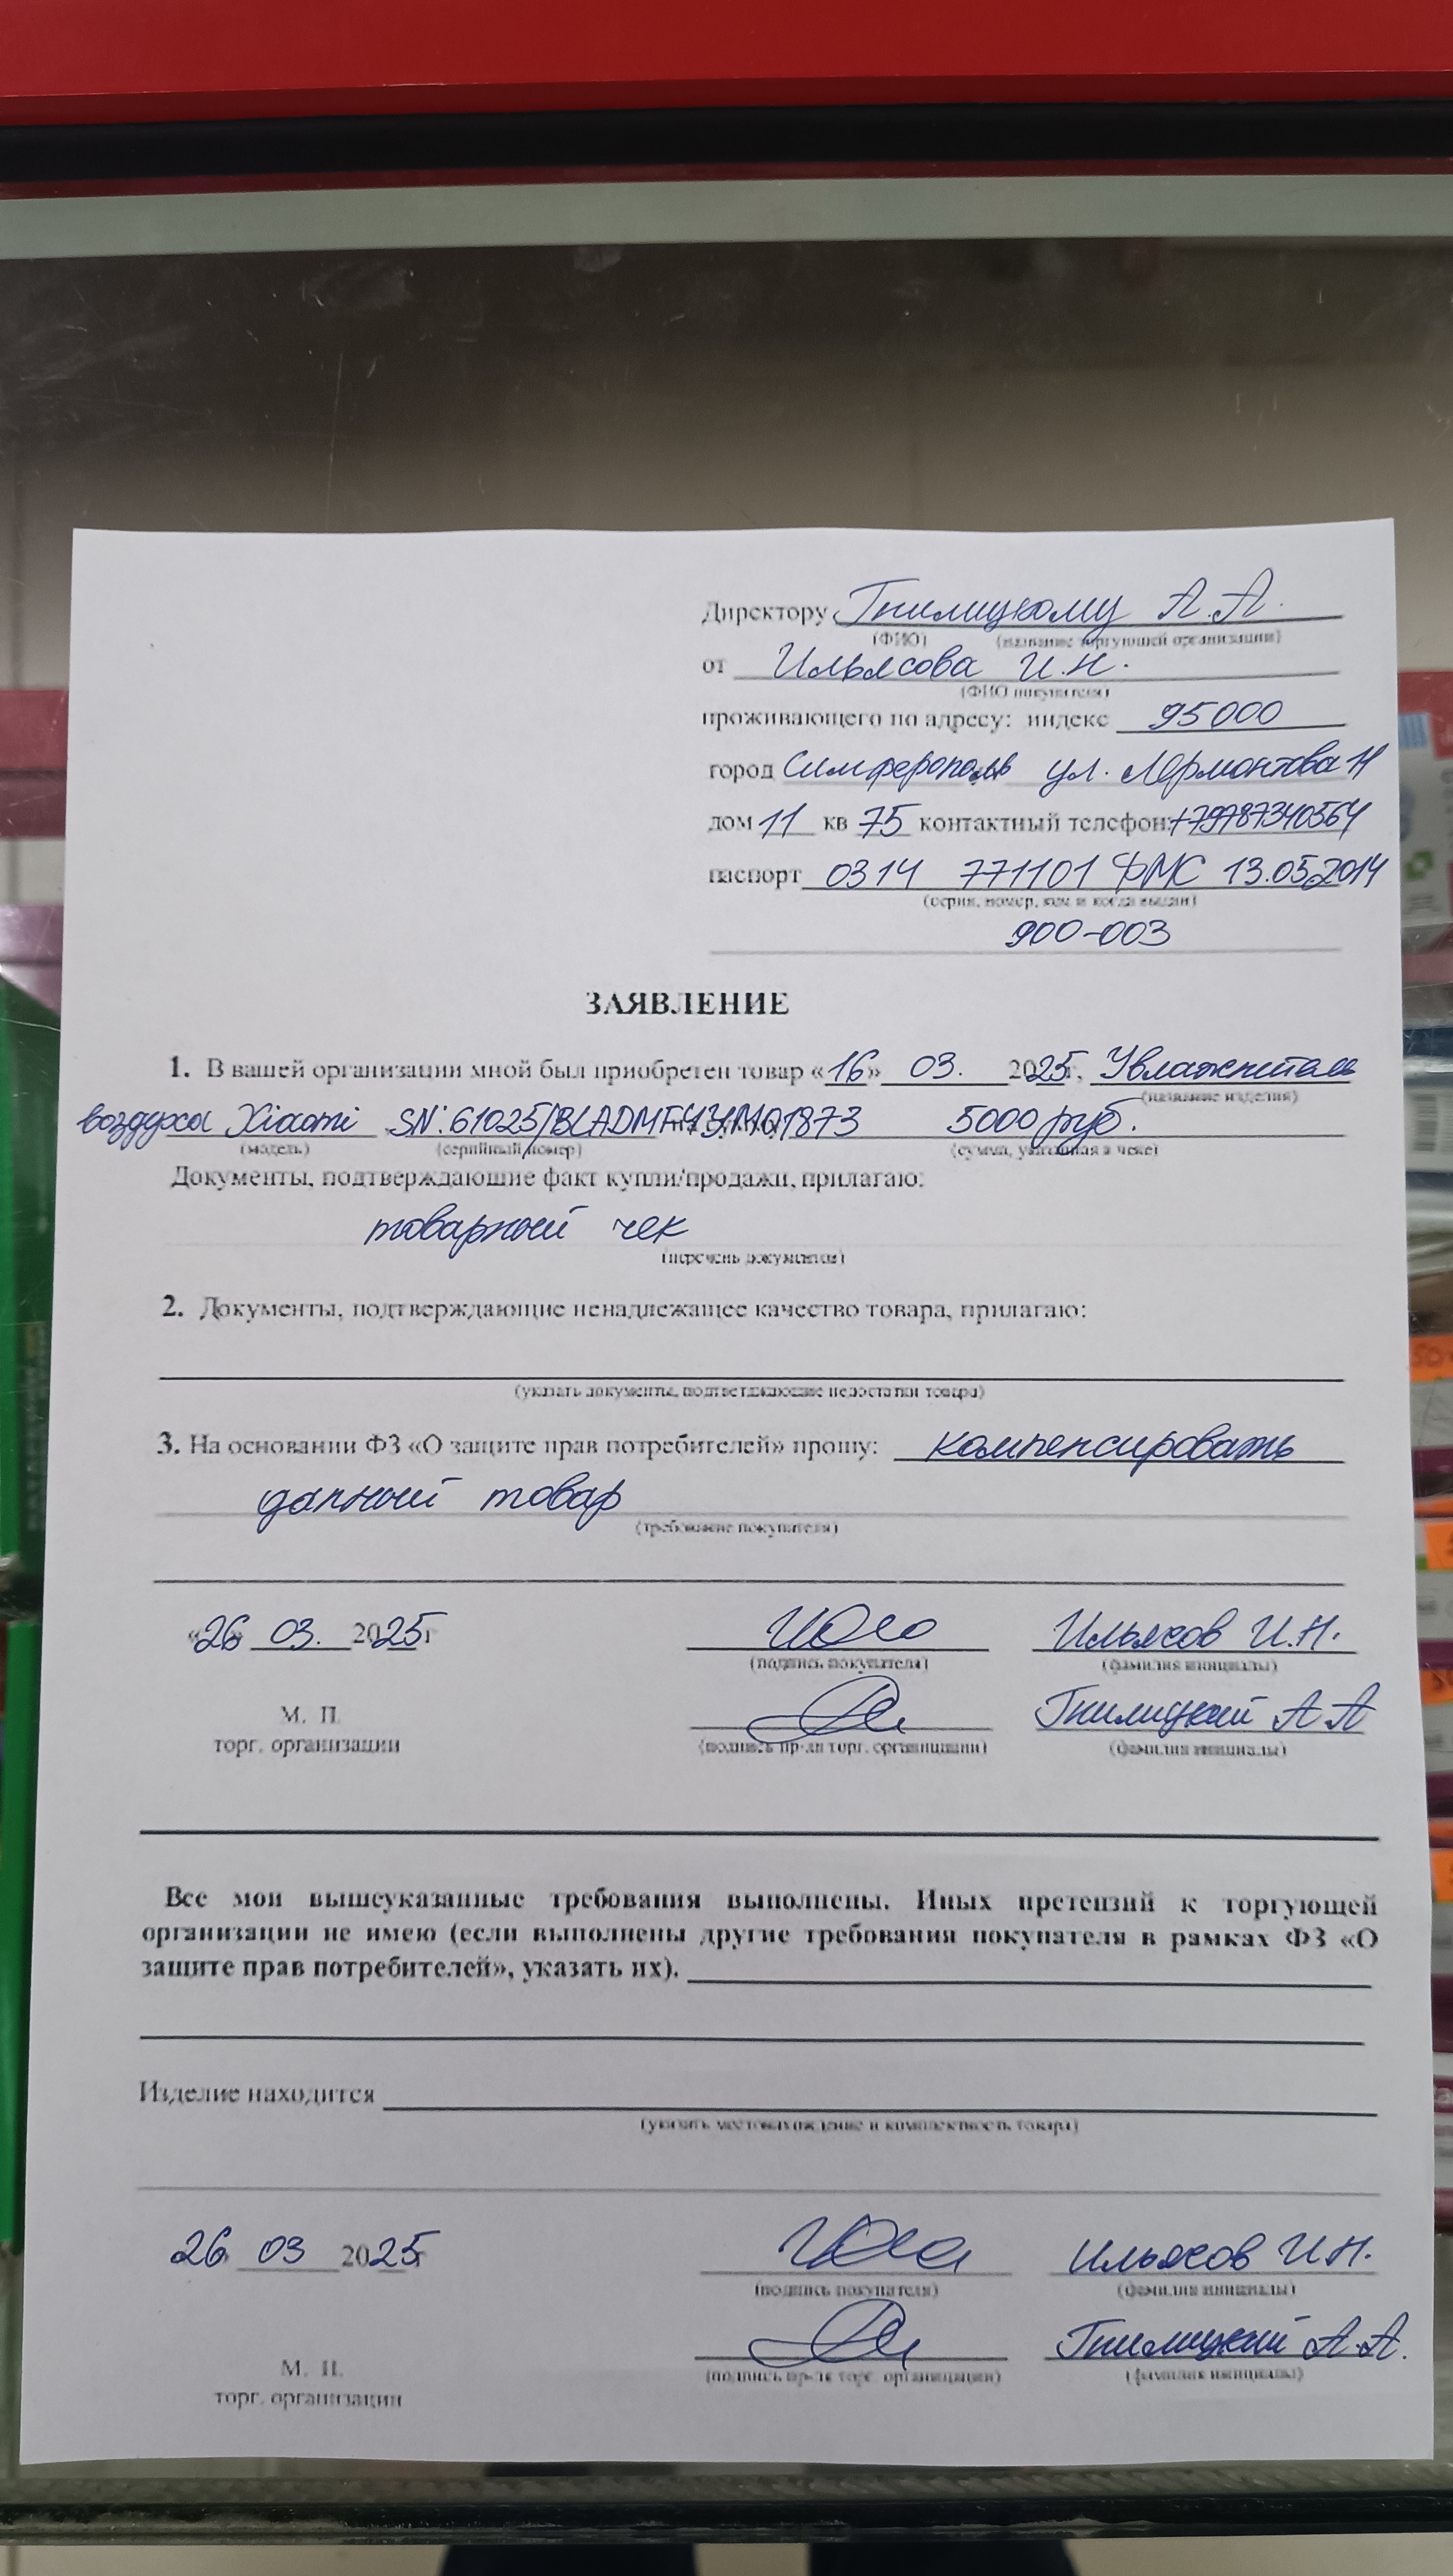 Директору Гнилицкому А.А.
(ФИО) (название торгующей организации)
от Ильясова И.Н.
(ФИО покупателя)
проживающего по адресу: индекс 95000
город Симферополь ул. Лермонтова 11
дом 11 кв 75 контактный телефон: +79787340564
паспорт 0314 771101 ФМС 13.05.2014
(серия, номер, кем и когда выдан)
900-003
ЗАЯВЛЕНИЕ
1. В вашей организации мной был приобретен товар «16» 03. 2025г, Увлажнитель
(название изделия)
воздуха Xiaomi SN: 61025/BLADMFYYM01873 5000 руб.
(модель) (серийный номер) (сумма, указанная в чеке)
Документы, подтверждающие факт купли/продажи, прилагаю:
товарный чек
(перечень документов)
2. Документы, подтверждающие ненадлежащее качество товара, прилагаю:
(указать документы, подтверждающие недостатки товара)
3. На основании ФЗ «О защите прав потребителей» прошу: компенсировать
данный товар
(требование покупателя)
«26» 03. 2025г Ильясов И.Н.
(подпись покупателя) (фамилия инициалы)
М. П. Гнилицкий А А
торг. организации (подпись пр-ля торг. организации) (фамилия инициалы)
Все мои вышеуказанные требования выполнены. Иных претензий к торгующей
организации не имею (если выполнены другие требования покупателя в рамках ФЗ «О
защите прав потребителей», указать их).
Изделие находится
(указать местонахождение и комплектность товара)
26 03 2025г Ильясов И.Н.
(подпись покупателя) (фамилия инициалы)
Гнилицкий А.А.
М. П. (подпись пр-ля торг. организации) (фамилия инициалы)
торг. организации